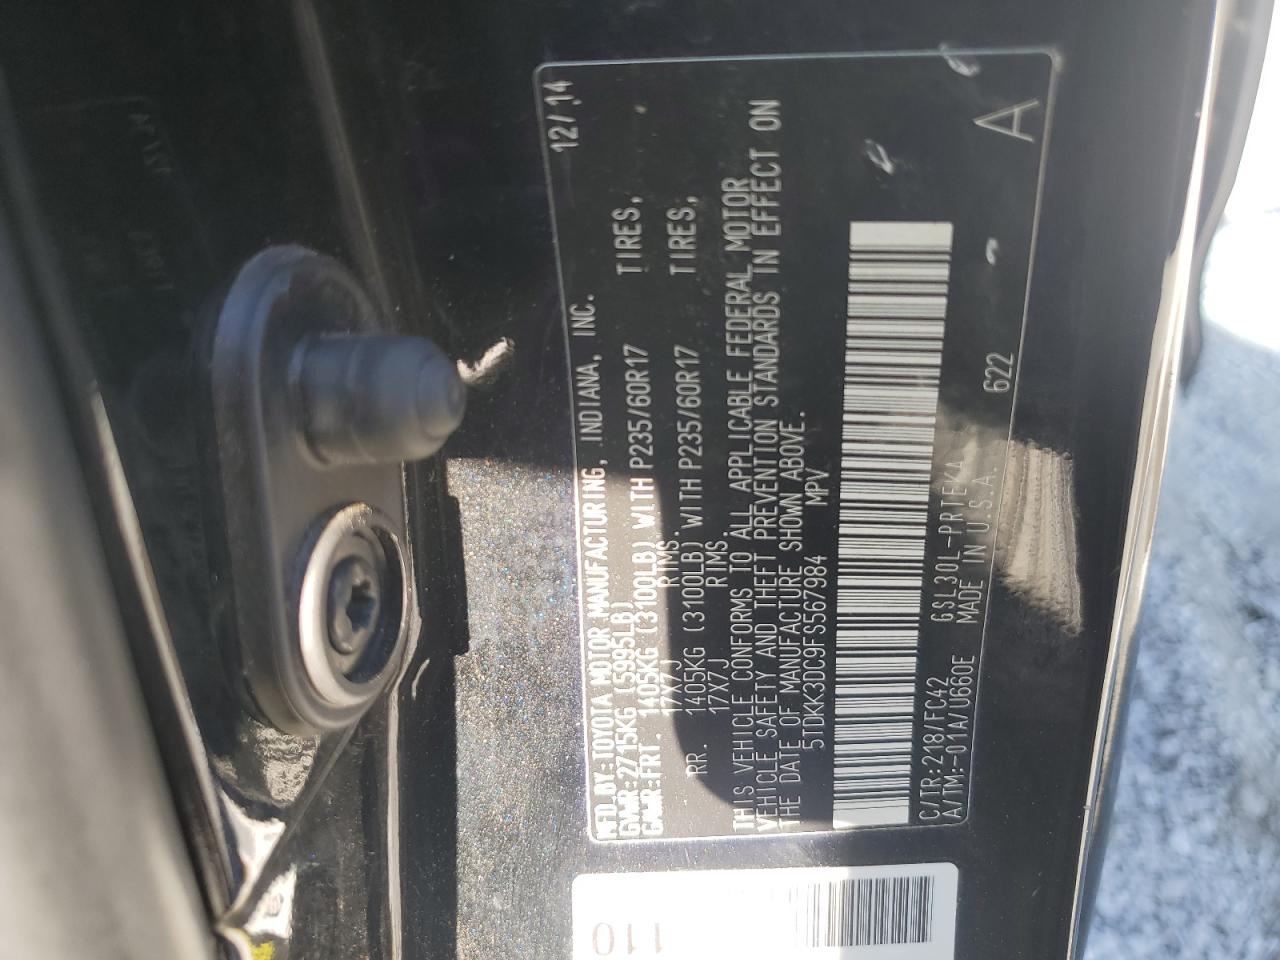 MFD.BY:TOYOTA MOTOR MANUFACTURING, INDIANA, INC. 12/14
GVWR:2715KG (5995LB)
GAWR:FRT. 1405KG (3100LB) WITH P235/60R17 TIRES,
17X7J RIMS.
RR. 1405KG (3100LB) WITH P235/60R17 TIRES,
17X7J RIMS.
THIS VEHICLE CONFORMS TO ALL APPLICABLE FEDERAL MOTOR
VEHICLE SAFETY AND THEFT PREVENTION STANDARDS IN EFFECT ON
THE DATE OF MANUFACTURE SHOWN ABOVE.
5TDKK3DC9FS567984 MPV
C/TR:218/FC42 GSL30L-PRTEKA 622
A/TM:-01A/U660E MADE IN U.S.A. A
110